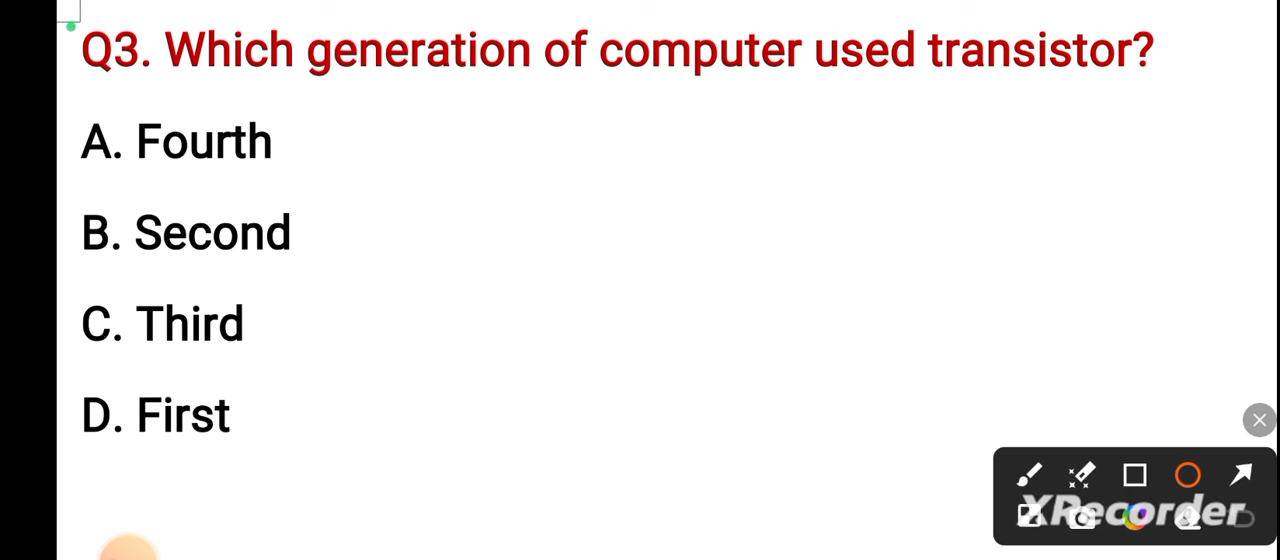 Q3. Which generation of computer used transistor?
A. Fourth
B. Second
C. Third
D. First
XRecorder